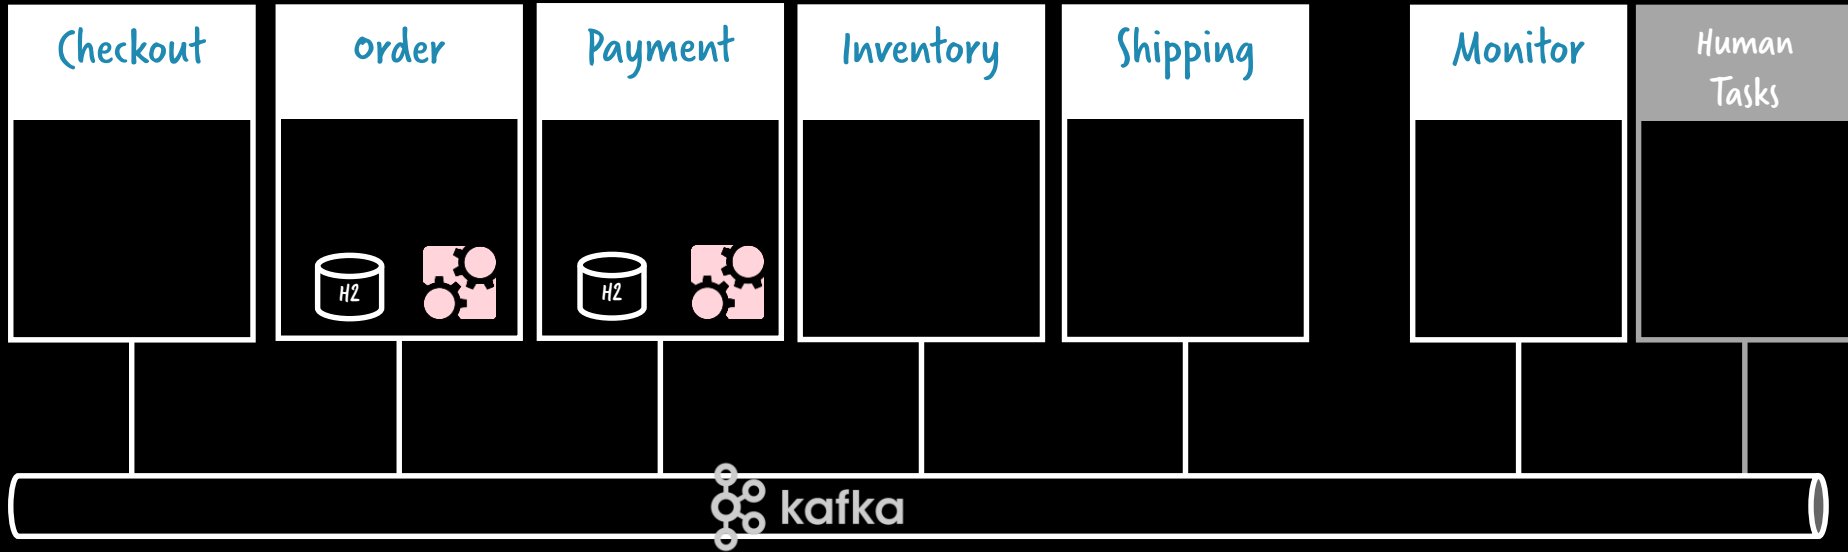 Checkout
Order
Payment
Inventory
Shipping
Monitor
Human
Tasks
H2
H2
kafka